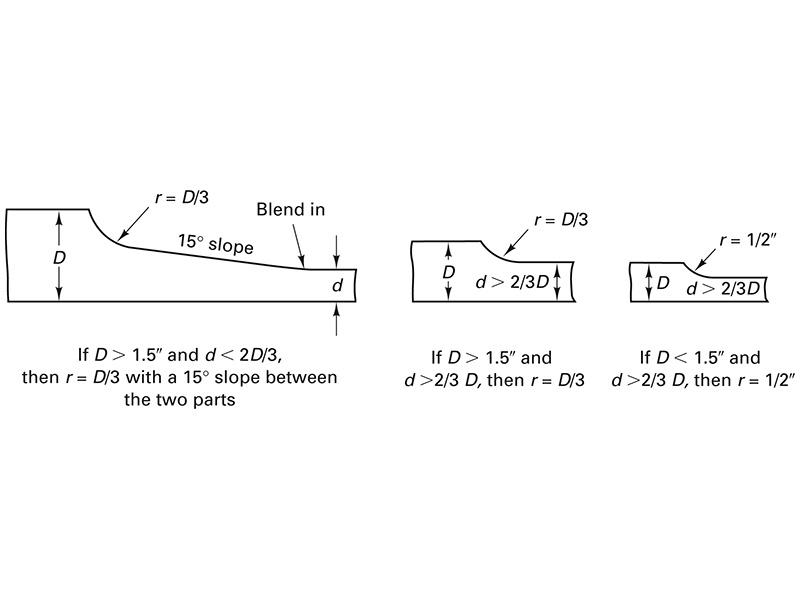 r = D/3
Blend in
15° slope
D
d
If D > 1.5″ and d < 2D/3,
then r = D/3 with a 15° slope between
the two parts
r = D/3
D
d > 2/3D
If D > 1.5″ and
d >2/3 D, then r = D/3
r = 1/2″
D
d > 2/3D
If D < 1.5″ and
d >2/3 D, then r = 1/2″